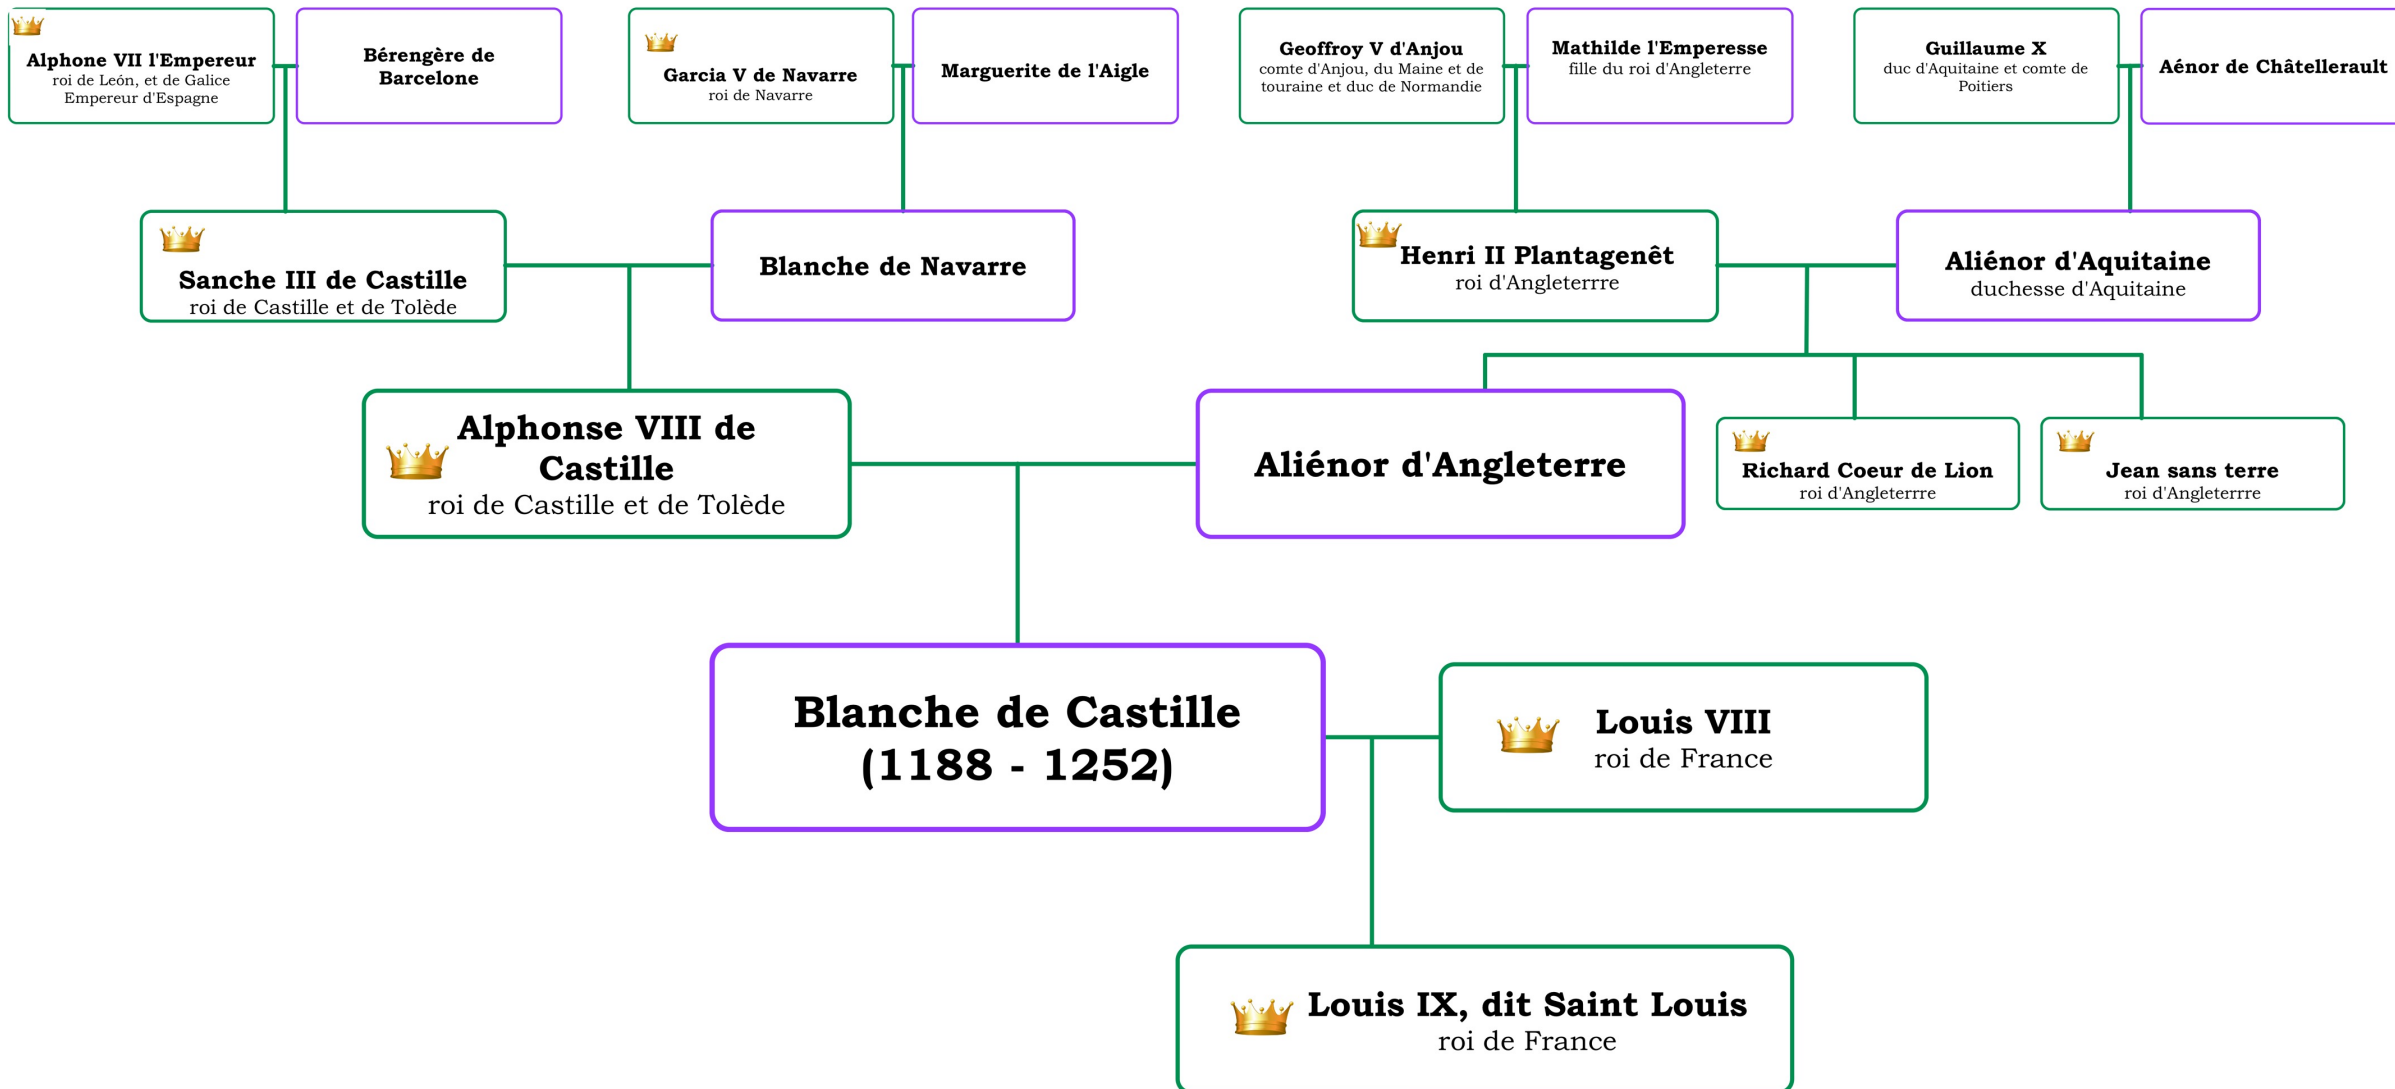 Alphone VII l'Empereur
roi de León, et de Galice
Empereur d'Espagne
Bérengère de
Barcelone
Garcia V de Navarre
roi de Navarre
Marguerite de l'Aigle
Geoffroy V d'Anjou
comte d'Anjou, du Maine et de
touraine et duc de Normandie
Mathilde l'Emperesse
fille du roi d'Angleterre
Guillaume X
duc d'Aquitaine et comte de
Poitiers
Aénor de Châtellerault
Sanche III de Castille
roi de Castille et de Tolède
Blanche de Navarre
Henri II Plantagenêt
roi d'Angleterrre
Aliénor d'Aquitaine
duchesse d'Aquitaine
Alphonse VIII de
Castille
roi de Castille et de Tolède
Aliénor d'Angleterre
Richard Coeur de Lion
roi d'Angleterrre
Jean sans terre
roi d'Angleterrre
Blanche de Castille
(1188 - 1252)
Louis VIII
roi de France
Louis IX, dit Saint Louis
roi de France